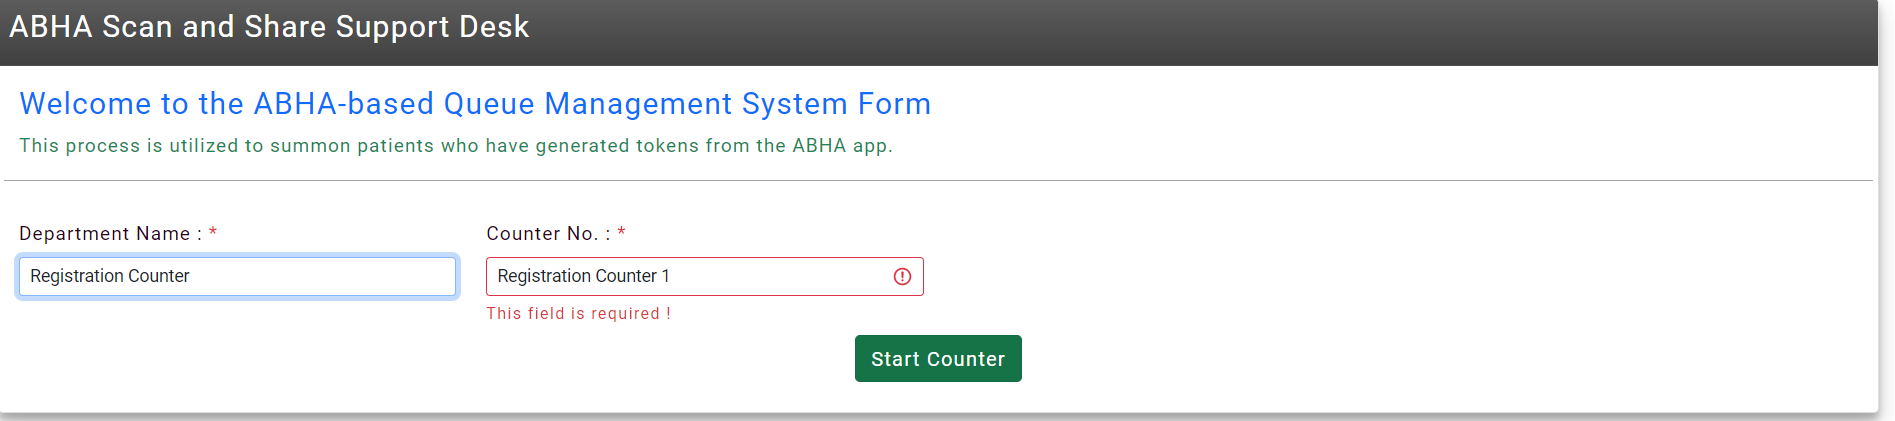 ABHA Scan and Share Support Desk
Welcome to the ABHA-based Queue Management System Form
This process is utilized to summon patients who have generated tokens from the ABHA app.
Department Name : *
Counter No. : *
Registration Counter
Registration Counter 1
This field is required !
Start Counter